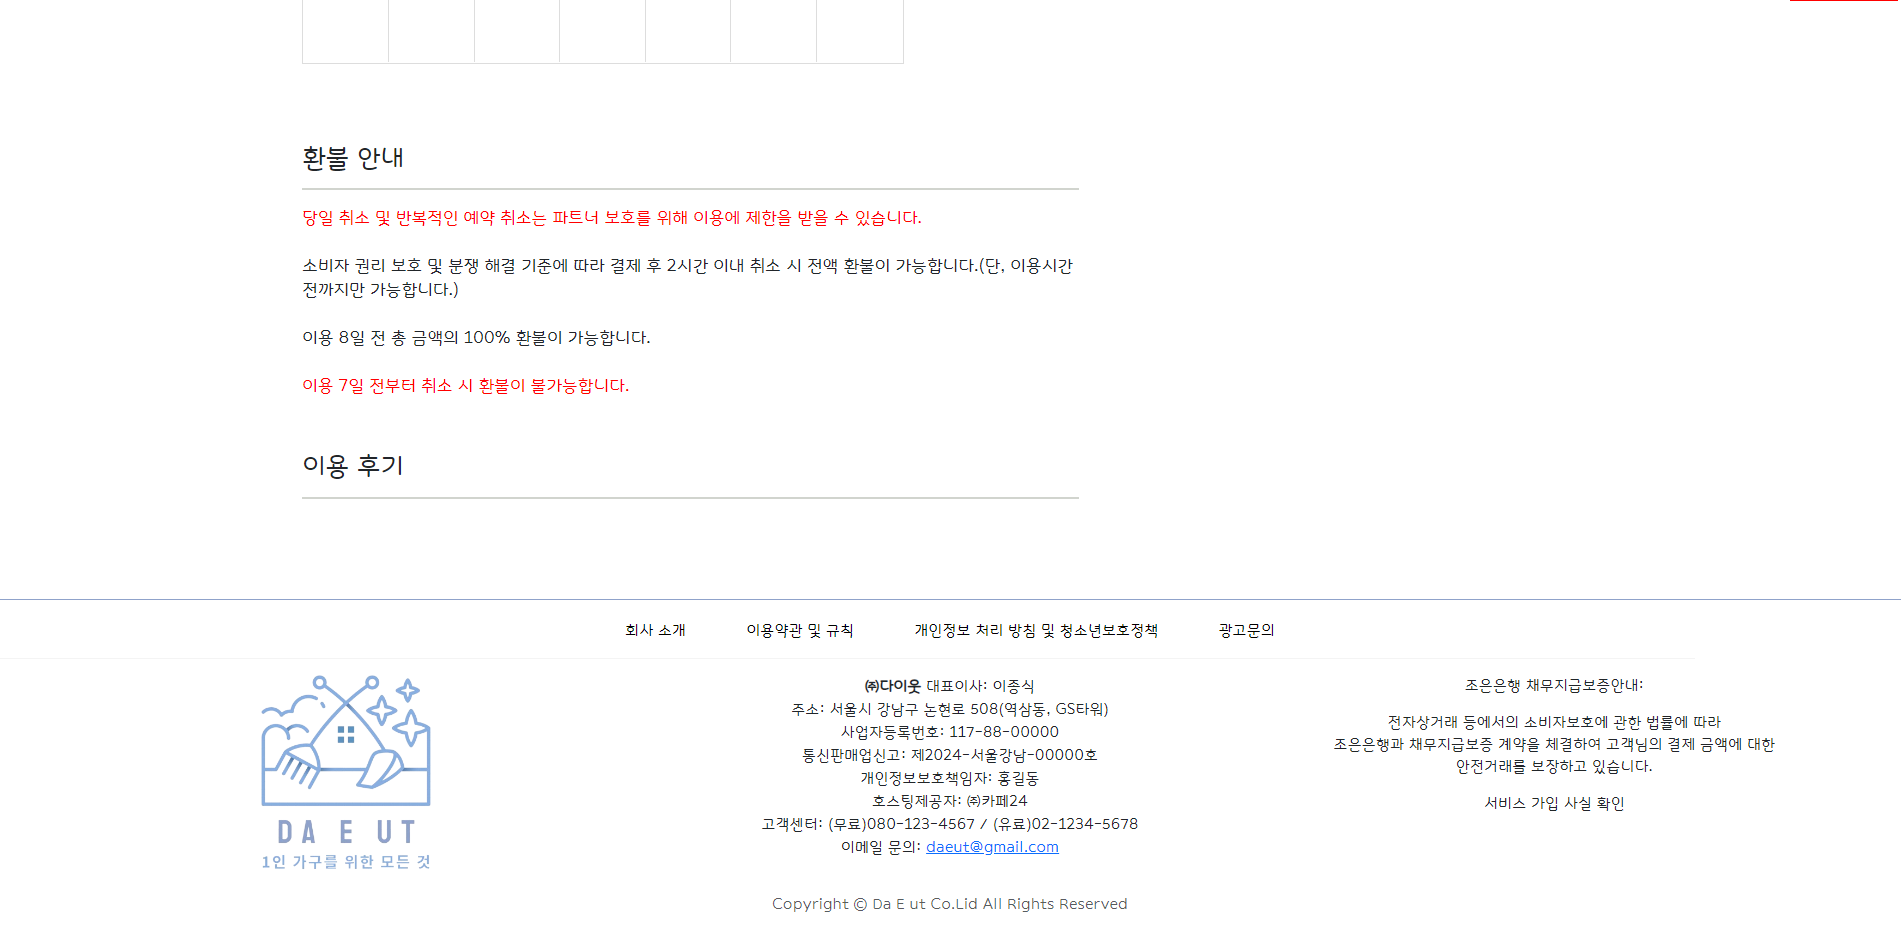 환불 안내
당일 취소 및 반복적인 예약 취소는 파트너 보호를 위해 이용에 제한을 받을 수 있습니다.
소비자 권리 보호 및 분쟁 해결 기준에 따라 결제 후 2시간 이내 취소 시 전액 환불이 가능합니다.(단, 이용시간
전까지만 가능합니다.)
이용 8일 전 총 금액의 100% 환불이 가능합니다.
이용 7일 전부터 취소 시 환불이 불가능합니다.
이용 후기
회사 소개 이용약관 및 규칙 개인정보 처리 방침 및 청소년보호정책 광고문의
DA E UT
1인 가구를 위한 모든 것
㈜다이웃 대표이사: 이종식
주소: 서울시 강남구 논현로 508(역삼동, GS타워)
사업자등록번호: 117-88-00000
통신판매업신고: 제2024-서울강남-00000호
개인정보보호책임자: 홍길동
호스팅제공자: ㈜카페24
고객센터: (무료)080-123-4567 / (유료)02-1234-5678
이메일 문의: daeut@gmail.com
조은은행 채무지급보증안내:
전자상거래 등에서의 소비자보호에 관한 법률에 따라
조은은행과 채무지급보증 계약을 체결하여 고객님의 결제 금액에 대한
안전거래를 보장하고 있습니다.
서비스 가입 사실 확인
Copyright © Da E ut Co.Lid All Rights Reserved